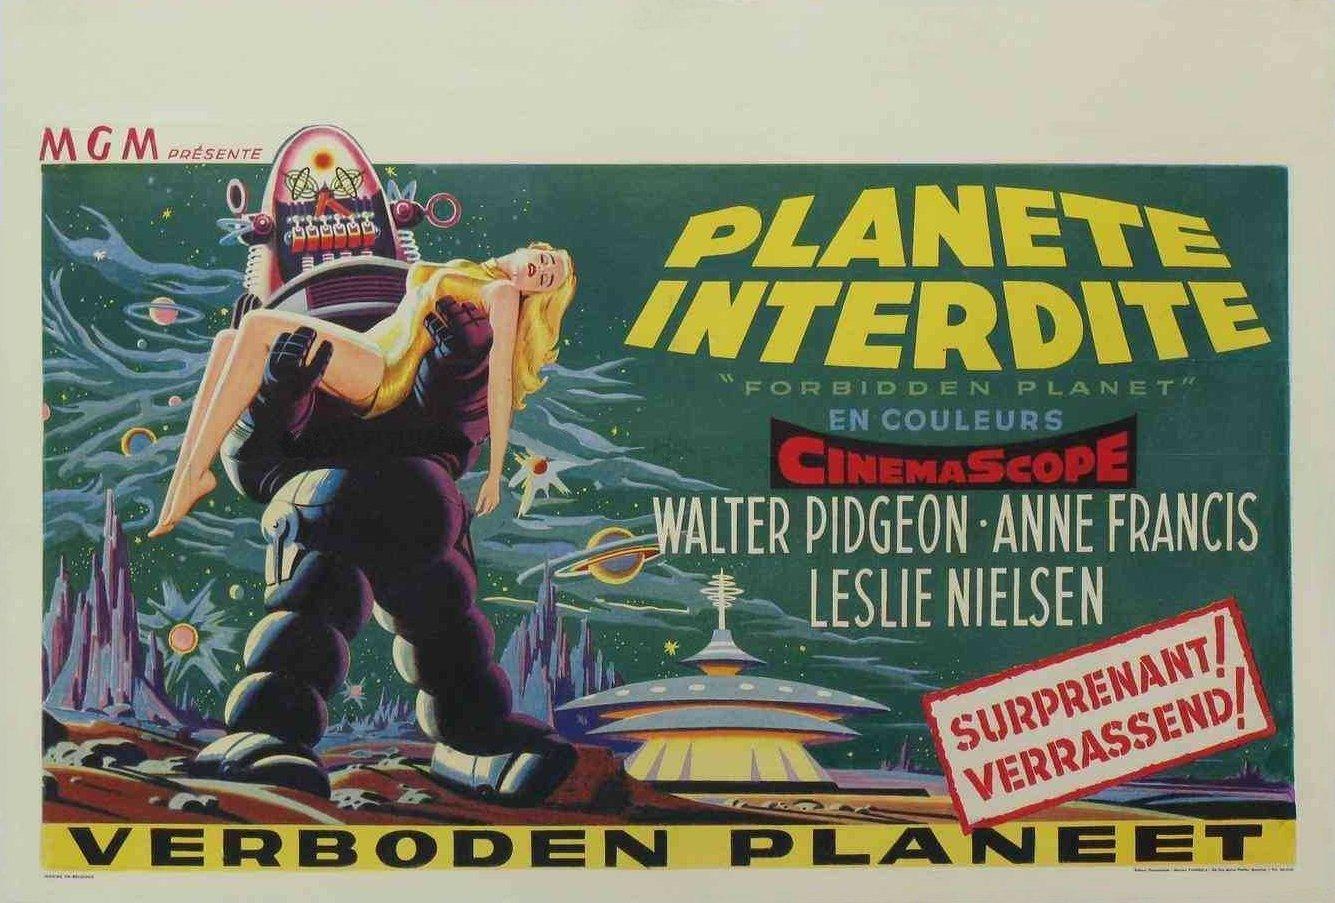 MGM PRÉSENTE
PLANETE
INTERDITE
"FORBIDDEN PLANET"
EN COULEURS
CINEMASCOPE
WALTER PIDGEON · ANNE FRANCIS
LESLIE NIELSEN
SURPRENANT!
VERRASSEND!
VERBODEN PLANEET